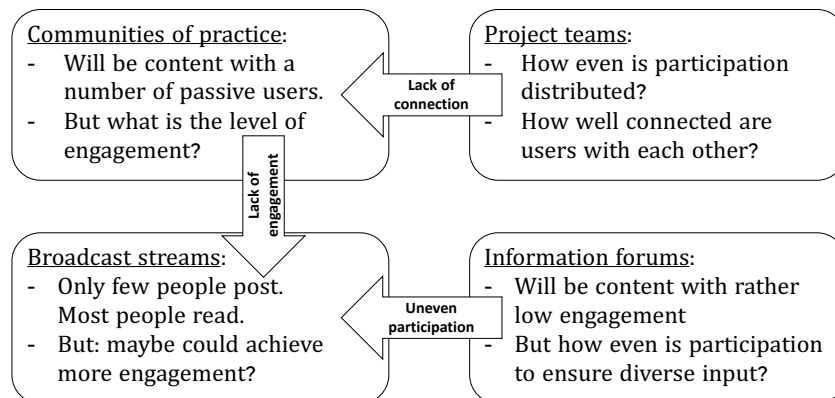 Communities of practice:
- Will be content with a
number of passive users.
- But what is the level of
engagement?
Lack of
connection
Project teams:
- How even is participation
distributed?
- How well connected are
users with each other?
Lack of
engagement
Broadcast streams:
- Only few people post.
Most people read.
- But: maybe could achieve
more engagement?
Uneven
participation
Information forums:
- Will be content with rather
low engagement
- But how even is participation
to ensure diverse input?